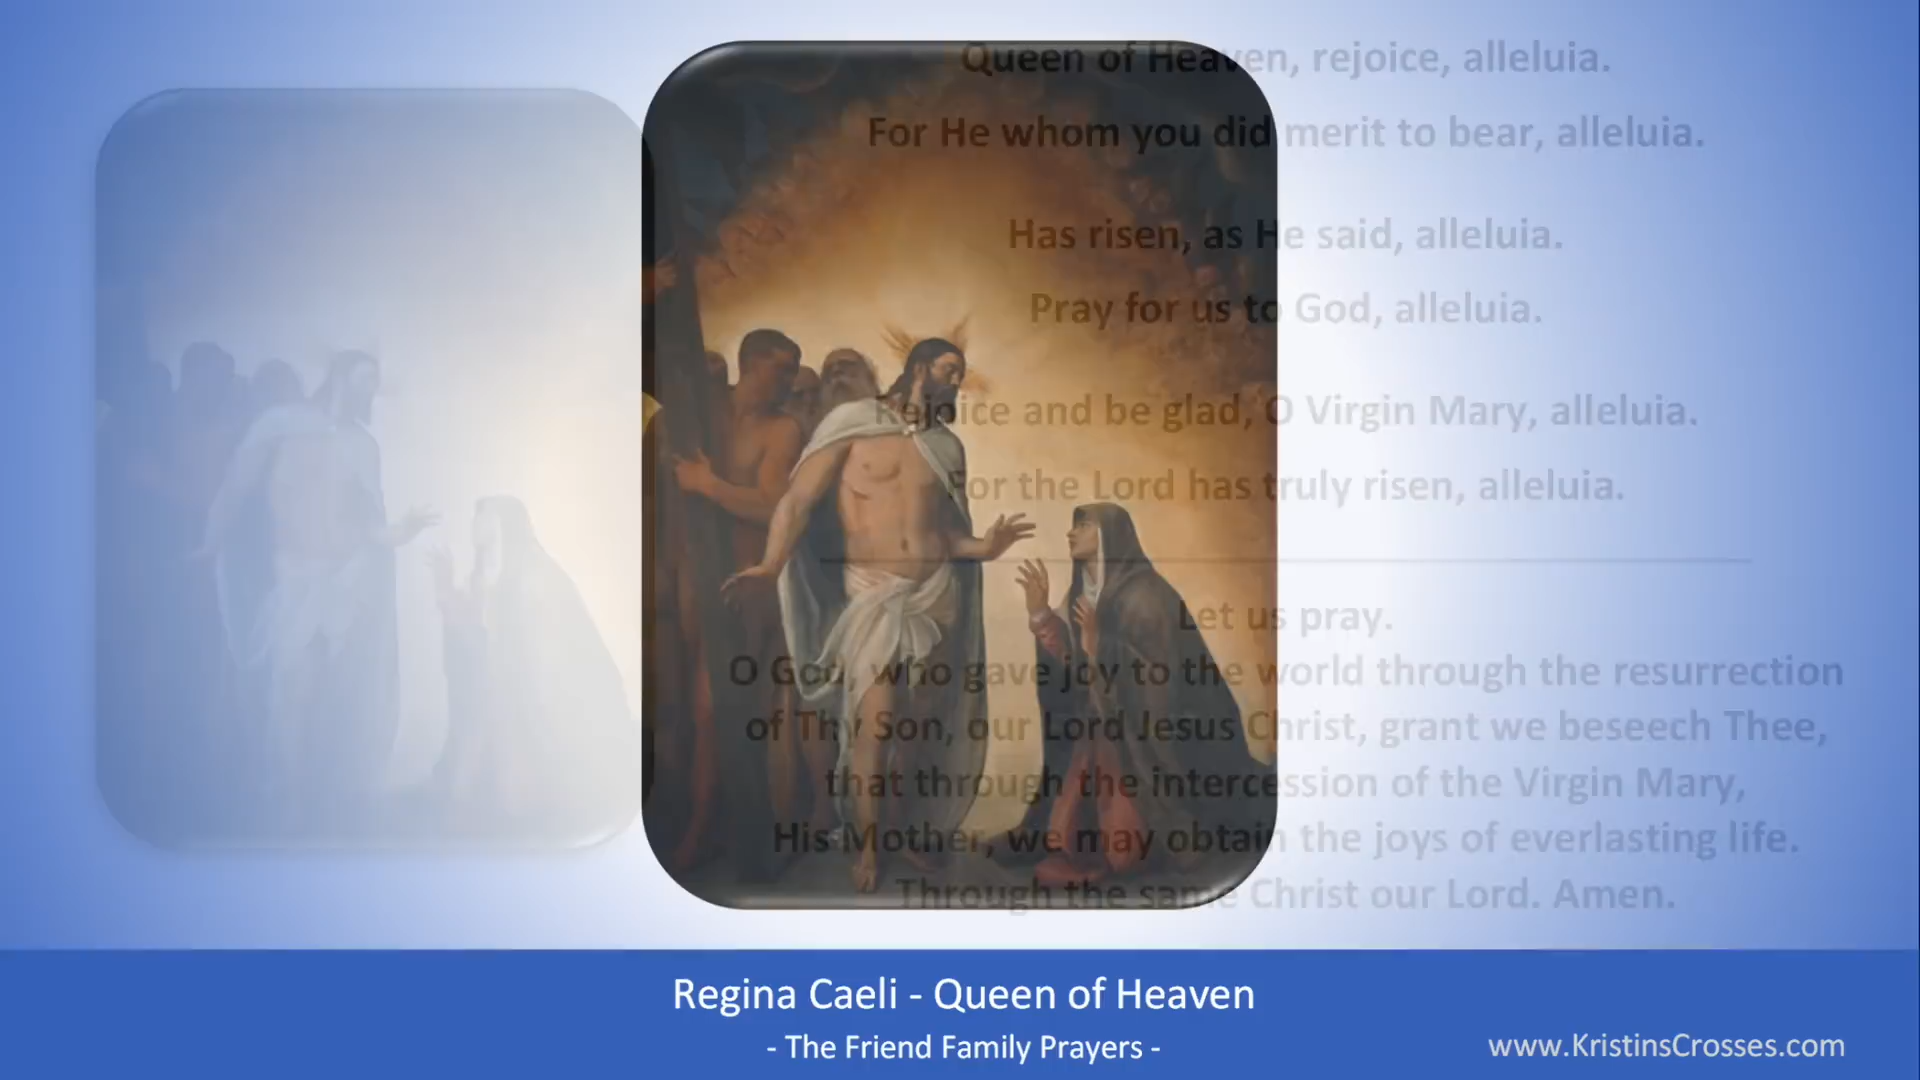 Queen of Heaven, rejoice, alleluia.
For He whom you did merit to bear, alleluia.
Has risen, as He said, alleluia.
Pray for us to God, alleluia.
Rejoice and be glad, O Virgin Mary, alleluia.
For the Lord has truly risen, alleluia.
Let us pray.
O God, who gave joy to the world through the resurrection
of Thy Son, our Lord Jesus Christ, grant we beseech Thee,
that through the intercession of the Virgin Mary,
His Mother, we may obtain the joys of everlasting life.
Through the same Christ our Lord. Amen.
Regina Caeli - Queen of Heaven
- The Friend Family Prayers -
www.KristinsCrosses.com